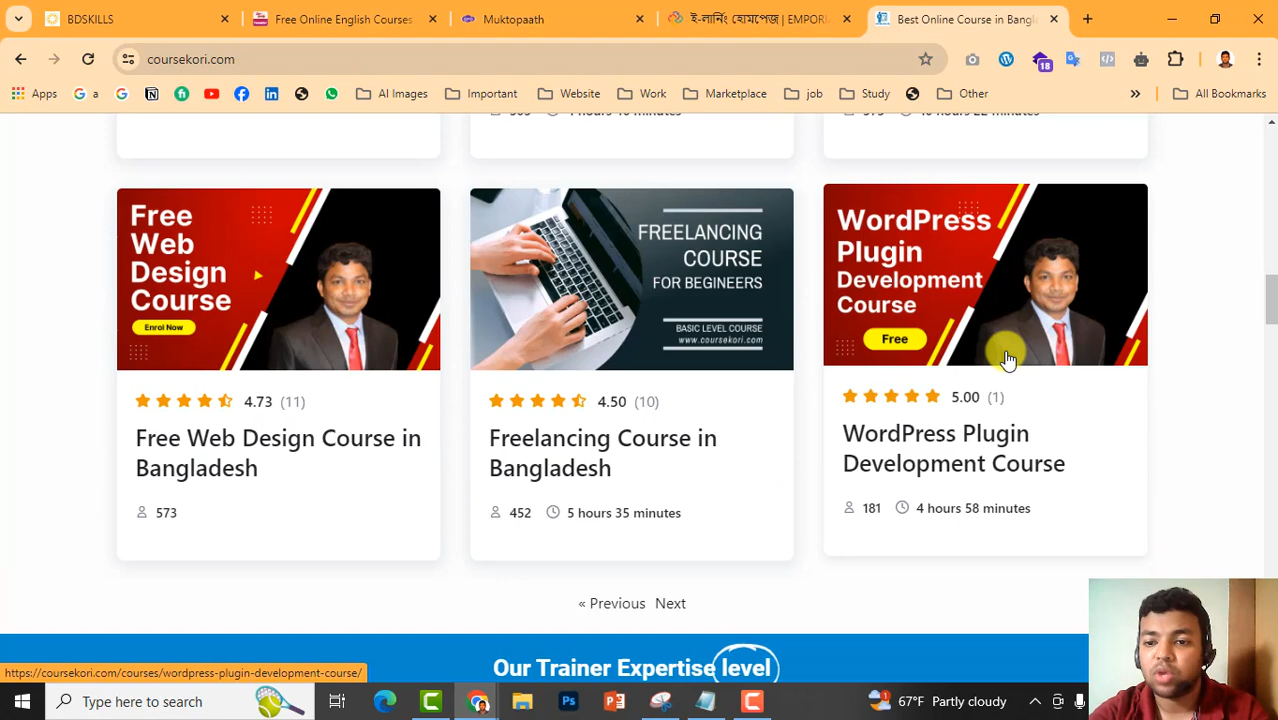 BDSKILLS
Free Online English Courses
Muktopaath
ই-লার্নিং হোমপেজ | EMPORI
Best Online Course in Bangl
coursekori.com
18
Apps
a
AI Images
Important
Website
Work
Marketplace
job
Study
Other
All Bookmarks
Free
Web
Design
Course
Enrol Now
FREELANCING
COURSE
FOR BEGINEERS
BASIC LEVEL COURSE
www.coursekori.com
WordPress
Plugin
Development
Course
Free
4.73 (11)
Free Web Design Course in
Bangladesh
573
4.50 (10)
Freelancing Course in
Bangladesh
452 5 hours 35 minutes
5.00 (1)
WordPress Plugin
Development Course
181 4 hours 58 minutes
« Previous Next
Our Trainer Expertise level
https://coursekori.com/courses/wordpress-plugin-development-course/
Type here to search
67°F Partly cloudy